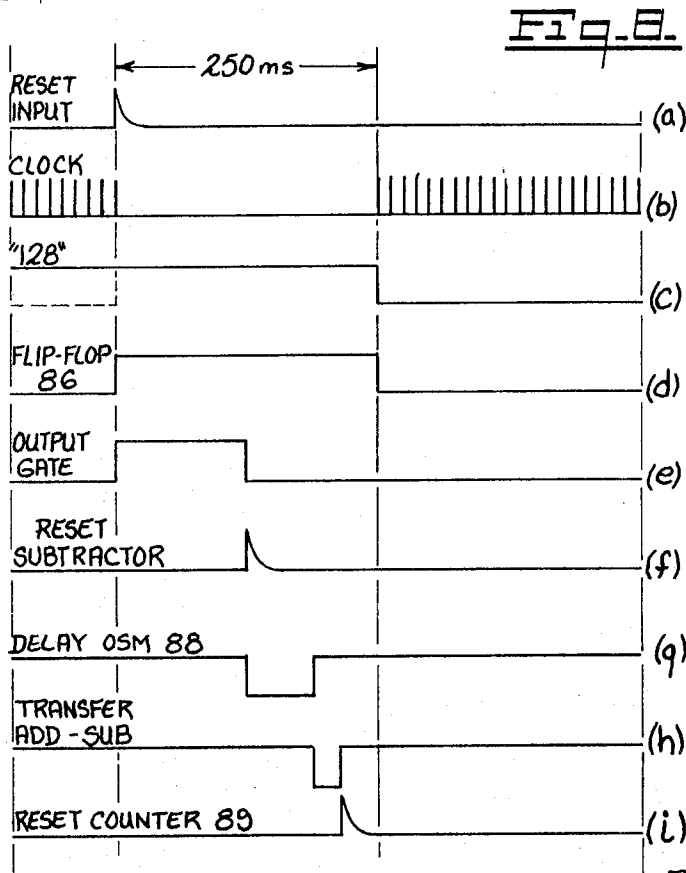 Fig. 8.
250 ms
RESET
INPUT
(a)
CLOCK
(b)
"128"
(c)
FLIP-FLOP
86
(d)
OUTPUT
GATE
(e)
RESET
SUBTRACTOR
(f)
DELAY OSM 88
(g)
TRANSFER
ADD-SUB
(h)
RESET COUNTER 89
(i)